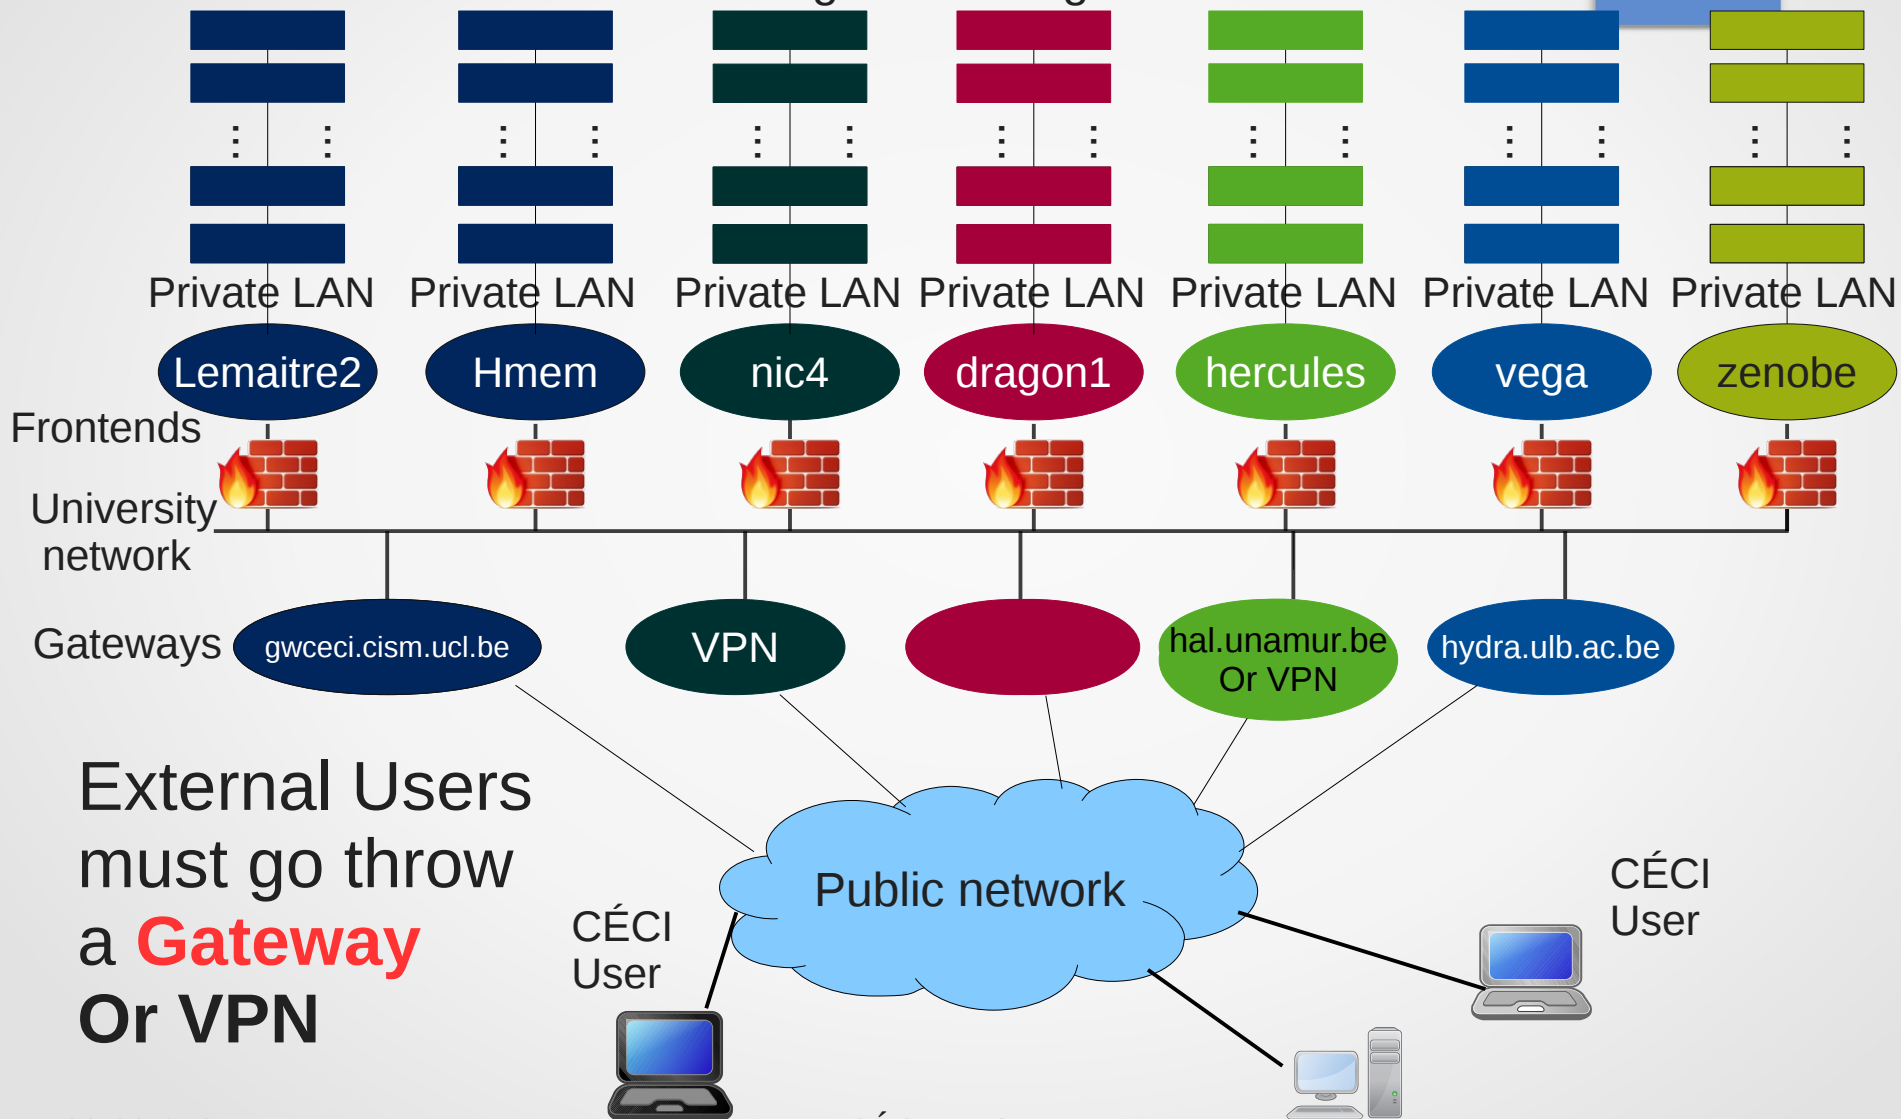 Private LAN Private LAN Private LAN Private LAN Private LAN Private LAN Private LAN
Lemaitre2 Hmem nic4 dragon1 hercules vega zenobe
Frontends
University
network
Gateways gwceci.cism.ucl.be VPN hal.unamur.be hydra.ulb.ac.be
Or VPN
External Users
must go throw
a Gateway
Or VPN
Public network
CÉCI
User
CÉCI
User